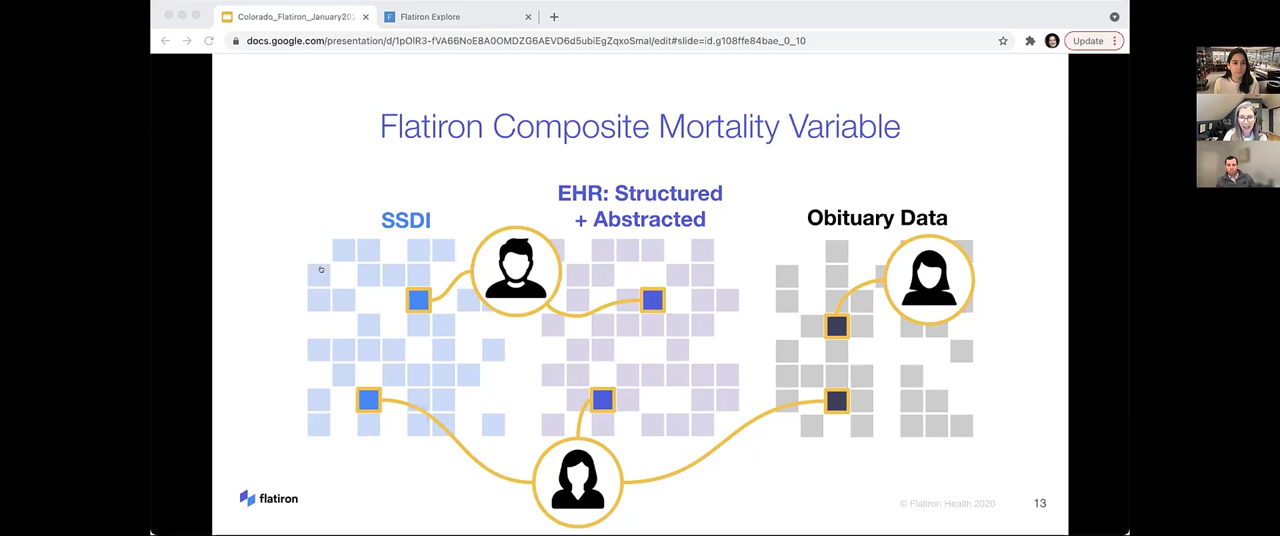 Colorado_Flatiron_January202
Flatiron Explore
docs.google.com/presentation/d/1pOlR3-fVA66NoE8A0OMDZG6AEVD6d5ubiEgZqxoSmaI/edit#slide=id.g108ffe84bae_0_10
Update
Flatiron Composite Mortality Variable
SSDI
EHR: Structured
+ Abstracted
Obituary Data
flatiron
© Flatiron Health 2020
13